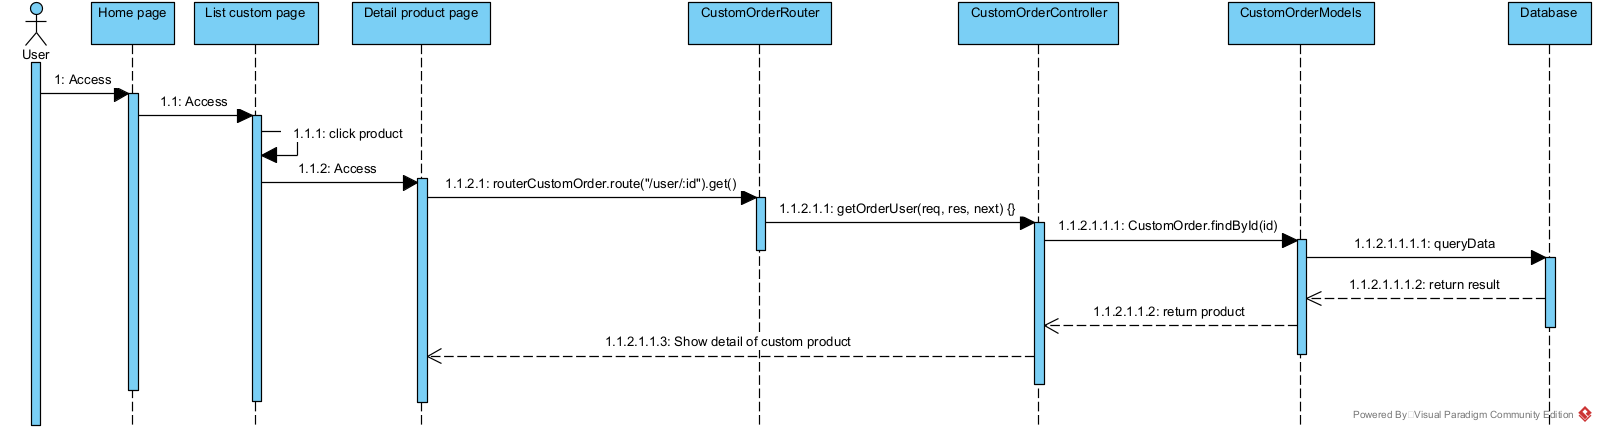 Home page
List custom page
Detail product page
CustomOrderRouter
CustomOrderController
CustomOrderModels
Database
User
1: Access
1.1: Access
1.1.1: click product
1.1.2: Access
1.1.2.1: routerCustomOrder.route("/user/:id").get()
1.1.2.1.1: getOrderUser(req, res, next) {}
1.1.2.1.1.1: CustomOrder.findById(id)
1.1.2.1.1.1.1: queryData
1.1.2.1.1.1.2: return result
1.1.2.1.1.2: return product
1.1.2.1.1.3: Show detail of custom product
Powered By Visual Paradigm Community Edition